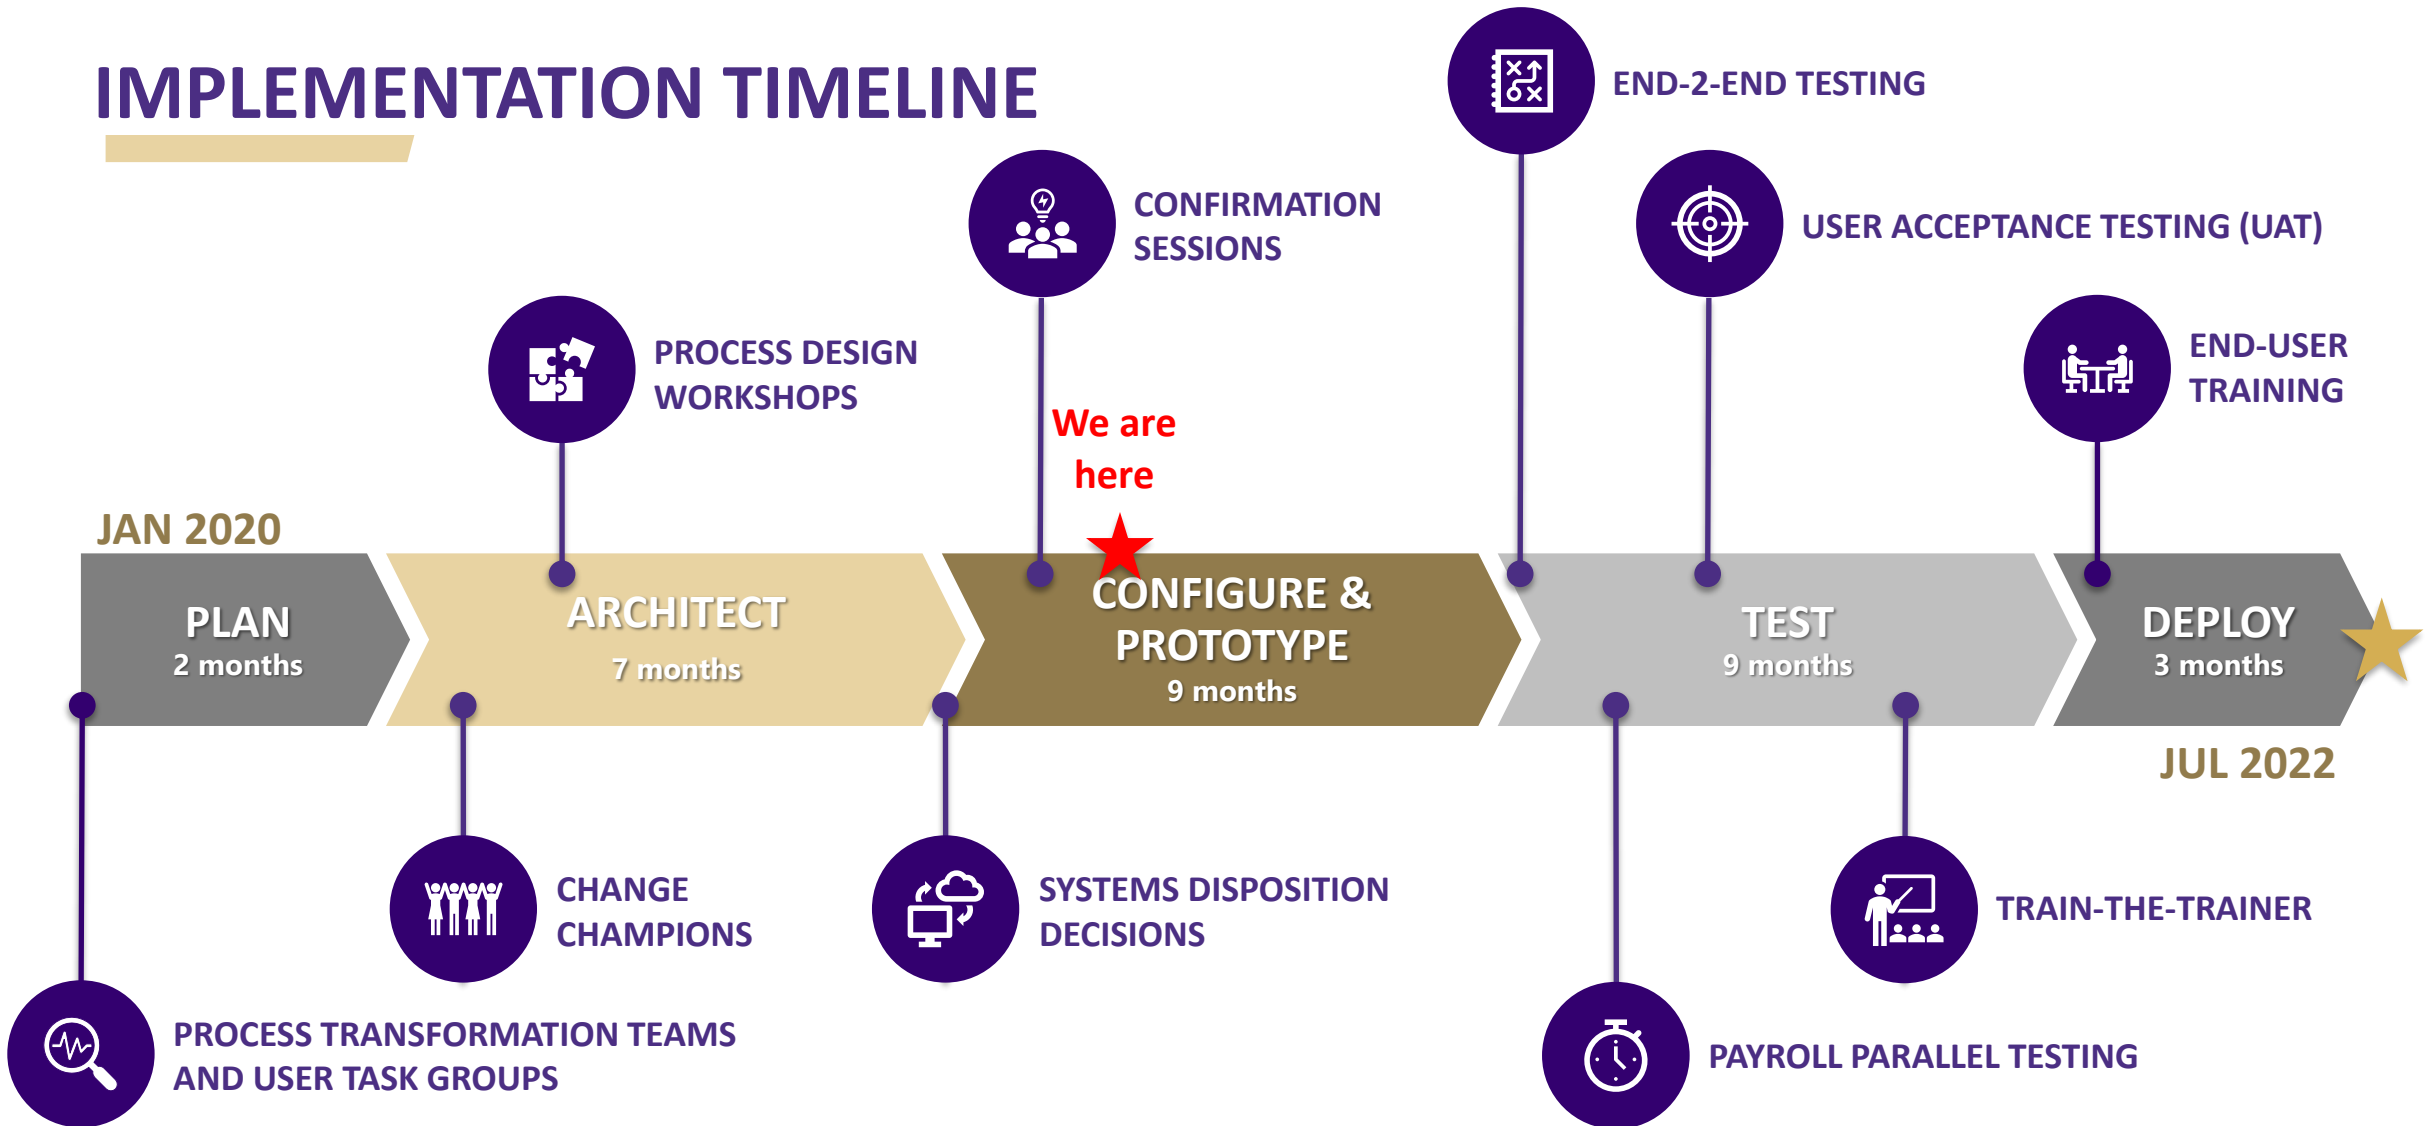 IMPLEMENTATION TIMELINE
END-2-END TESTING
CONFIRMATION
SESSIONS
USER ACCEPTANCE TESTING (UAT)
PROCESS DESIGN
WORKSHOPS
END-USER
TRAINING
We are
here
JAN 2020
PLAN
2 months
ARCHITECT
7 months
CONFIGURE &
PROTOTYPE
9 months
TEST
9 months
DEPLOY
3 months
JUL 2022
CHANGE
CHAMPIONS
SYSTEMS DISPOSITION
DECISIONS
TRAIN-THE-TRAINER
PROCESS TRANSFORMATION TEAMS
AND USER TASK GROUPS
PAYROLL PARALLEL TESTING